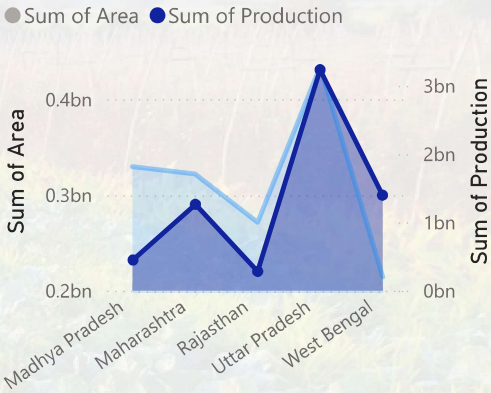 Sum of Area Sum of Production
Sum of Area
0.4bn
0.3bn
0.2bn
3bn
2bn
1bn
0bn
Sum of Production
Madhya Pradesh
Maharashtra
Rajasthan
Uttar Pradesh
West Bengal